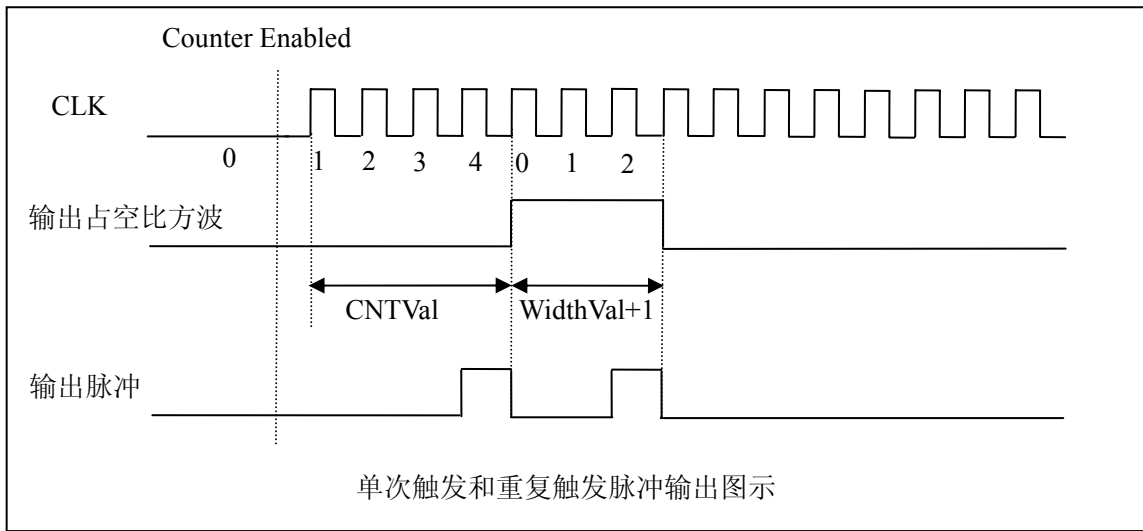 Counter Enabled
CLK
0 1 2 3 4 0 1 2
输出占空比方波
CNTVal WidthVal+1
输出脉冲
单次触发和重复触发脉冲输出图示